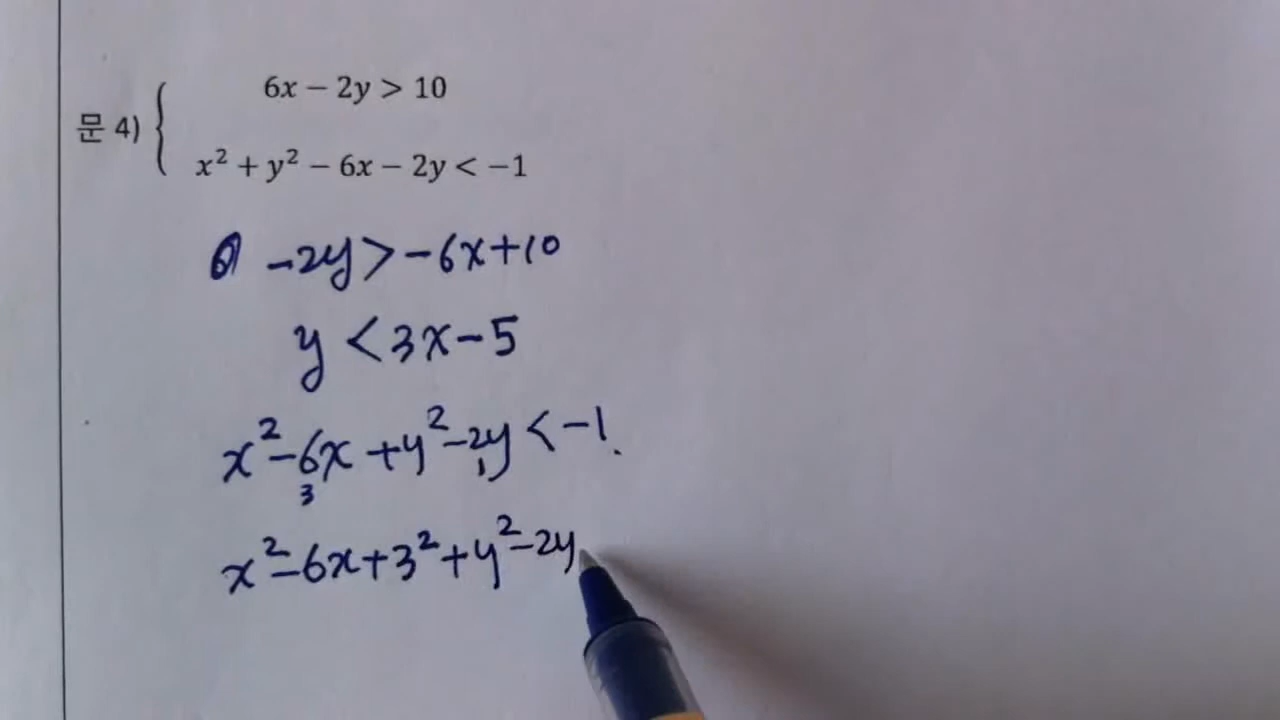 문 4) { 6x − 2y > 10
x² + y² − 6x − 2y < −1
-2y > -6x+10
y < 3x-5
x²-6x+y²-2y < -1.
3 1
x²-6x+3²+y²-2y